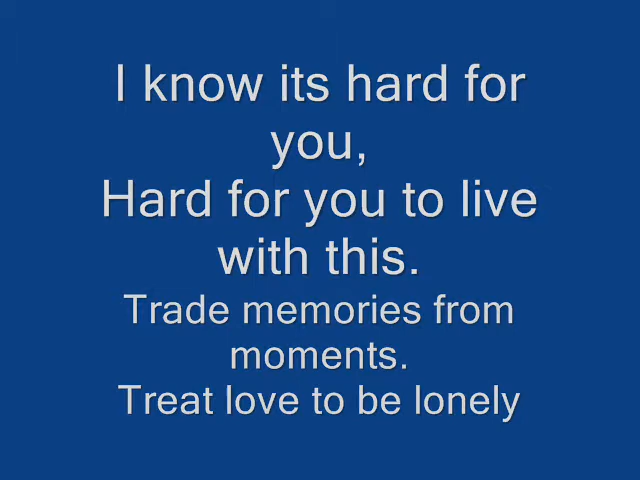 I know its hard for
you,
Hard for you to live
with this.
Trade memories from
moments.
Treat love to be lonely